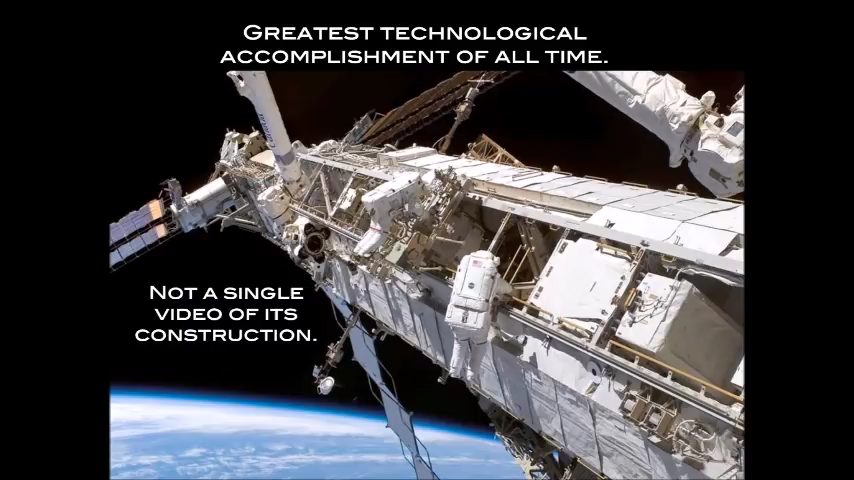 Greatest technological
accomplishment of all time.
Not a single
video of its
construction.